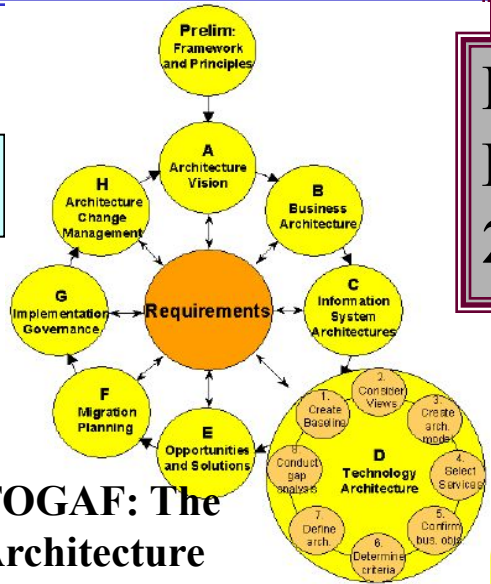 Prelim:
Framework
and Principles
A
Architecture
Vision
H
Architecture
Change
Management
B
Business
Architecture
G
Implementation
Governance
Requirements
C
Information
System
Architectures
F
Migration
Planning
E
Opportunities
and Solutions
D
Technology
Architecture
1.
Create
Baseline
2.
Consider
Views
3.
Create
arch.
model
4.
Select
Services
5.
Confirm
bus. obj.
6.
Determine
criteria
7.
Define
arch.
8.
Conduct
gap
analysis
TOGAF: The
Architecture